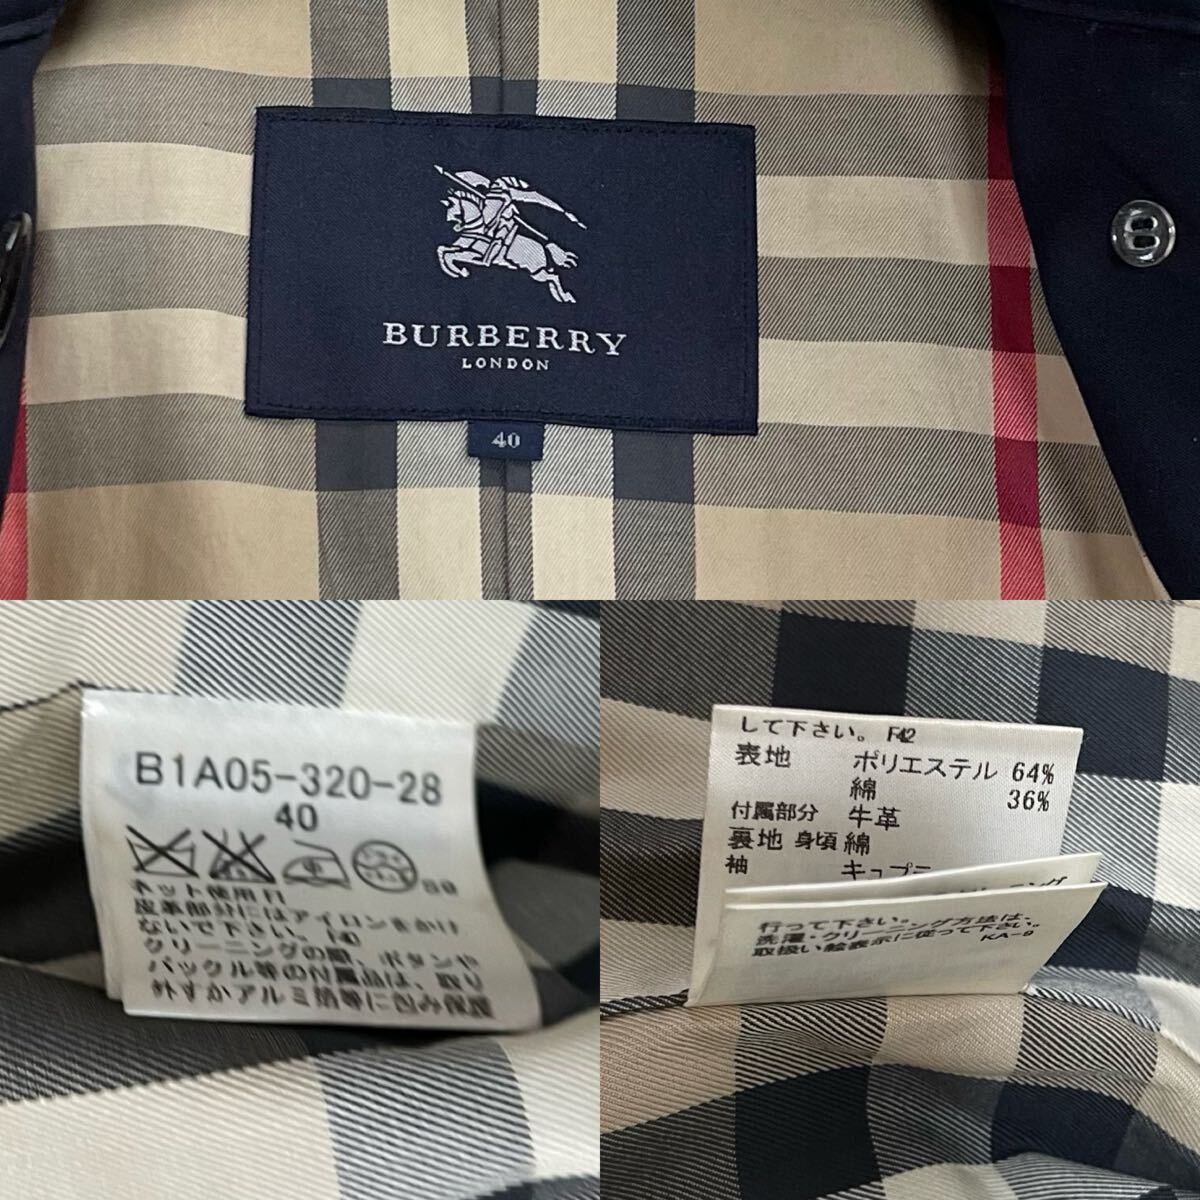 BURBERRY
LONDON
40
B1A05-320-28
40
ネット使用
皮革部分にはアイロンをかけ
ないで下さい。F40
クリーニングの際、ボタンや
バックル等の付属品は、取り
外すかアルミ箔等に包み保護
して下さい。 F42
表地 ポリエステル 64%
綿 36%
付属部分 牛革
裏地 身頃 綿
袖 キュプラ
行って下さい。
洗濯・クリーニング方法は、
取扱い絵表示に従って下さい。
KA-9